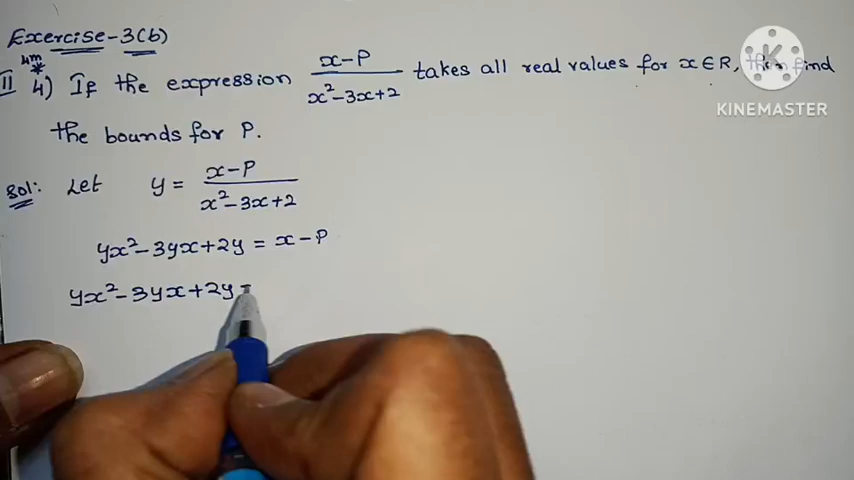 Exercise-3(b)
4m
*
II 4) If the expression x-P / x²-3x+2 takes all real values for x∈R, then find
the bounds for P.
Sol: Let y = x-P / x²-3x+2
yx²-3yx+2y = x-P
yx²-3yx+2y-
KINEMASTER